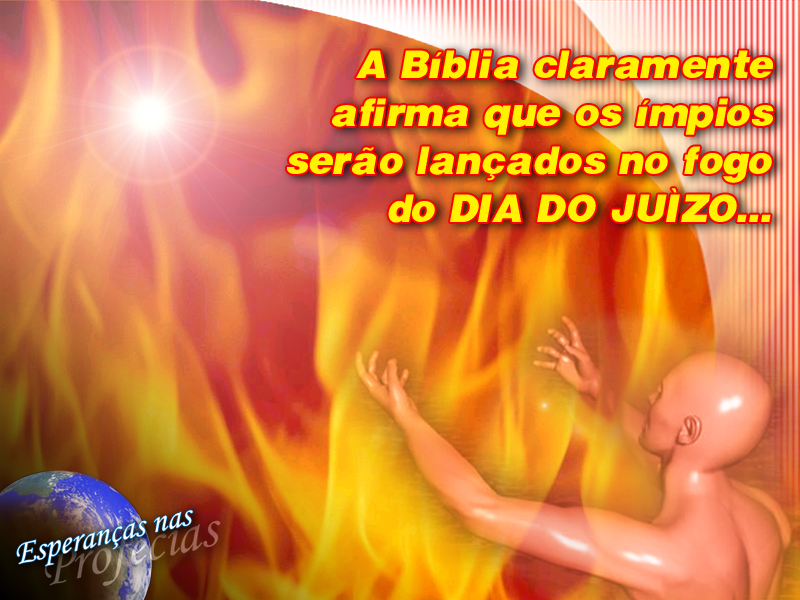 A Bíblia claramente
afirma que os ímpios
serão lançados no fogo
do DIA DO JUÌZO...
Esperanças nas
Profecias